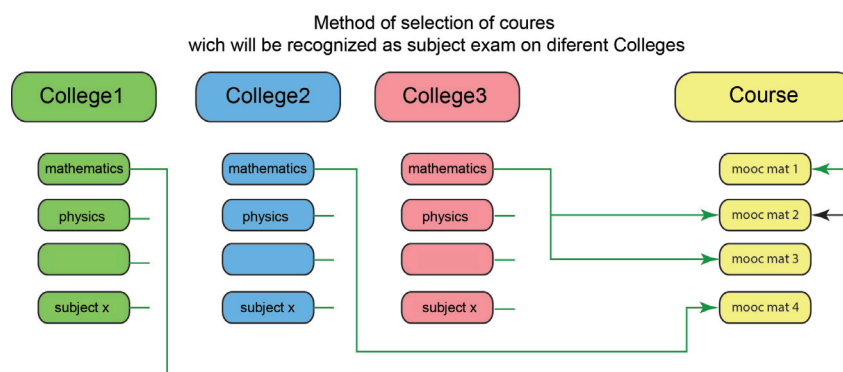 Method of selection of coures
wich will be recognized as subject exam on diferent Colleges
College1 College2 College3 Course
mathematics mathematics mathematics mooc mat 1
physics physics physics mooc mat 2
mooc mat 3
subject x subject x subject x mooc mat 4